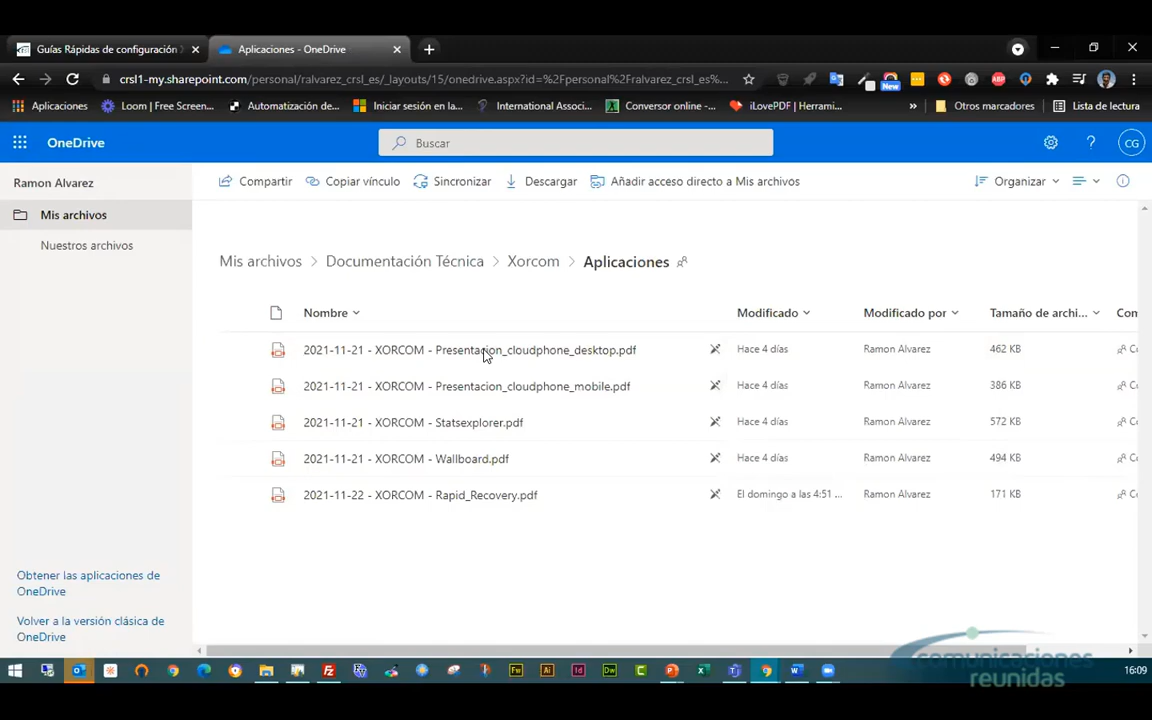 Guías Rápidas de configuración
Aplicaciones - OneDrive
crsl1-my.sharepoint.com/personal/ralvarez_crsl_es/_layouts/15/onedrive.aspx?id=%2Fpersonal%2Fralvarez_crsl_es%...
New
ABP
Aplicaciones
Loom | Free Screen...
Automatización de...
Iniciar sesión en la...
International Associ...
Conversor online -...
iLovePDF | Herrami...
»
Otros marcadores
Lista de lectura
OneDrive
Buscar
CG
Ramon Alvarez
Compartir
Copiar vínculo
Sincronizar
Descargar
Añadir acceso directo a Mis archivos
Organizar
Mis archivos
Nuestros archivos
Mis archivos > Documentación Técnica > Xorcom > Aplicaciones
Nombre Modificado Modificado por Tamaño de archi... Com
2021-11-21 - XORCOM - Presentacion_cloudphone_desktop.pdf Hace 4 días Ramon Alvarez 462 KB
2021-11-21 - XORCOM - Presentacion_cloudphone_mobile.pdf Hace 4 días Ramon Alvarez 386 KB
2021-11-21 - XORCOM - Statsexplorer.pdf Hace 4 días Ramon Alvarez 572 KB
2021-11-21 - XORCOM - Wallboard.pdf Hace 4 días Ramon Alvarez 494 KB
2021-11-22 - XORCOM - Rapid_Recovery.pdf El domingo a las 4:51 ... Ramon Alvarez 171 KB
Obtener las aplicaciones de
OneDrive
Volver a la versión clásica de
OneDrive
comunicaciones
reunidas
Fw
Ai
Id
Dw
16:09